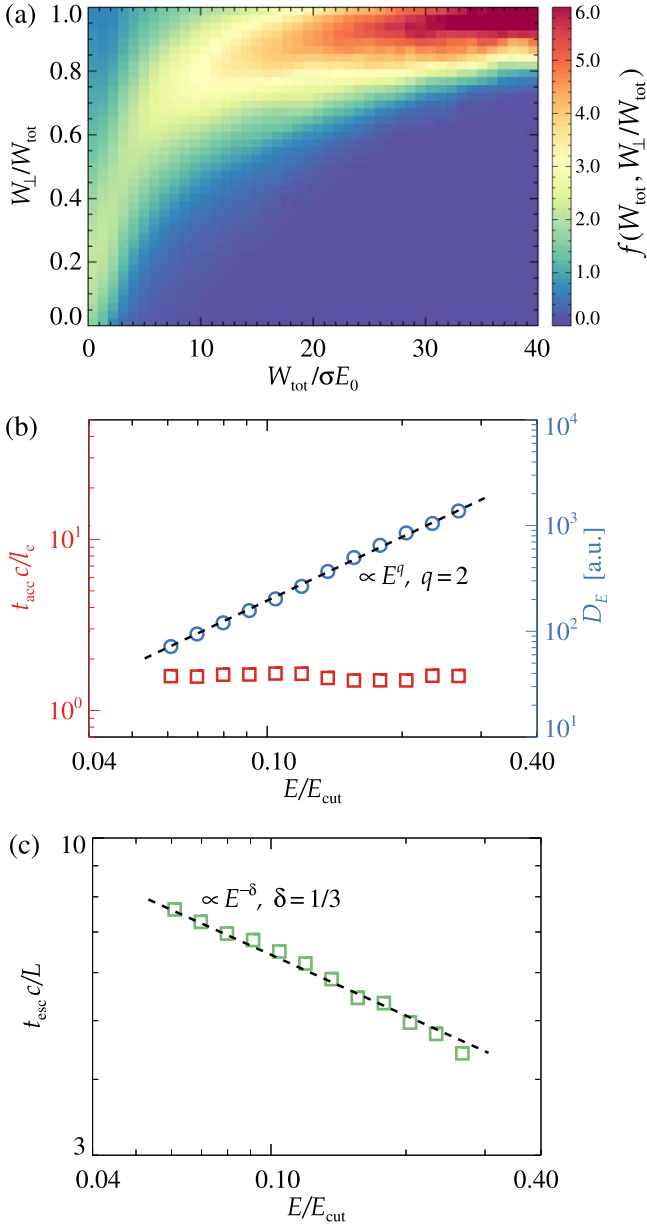 (a)
1.0
0.8
0.6
0.4
0.2
0.0
W⊥/Wtot
0
10
20
30
40
Wtot/σE0
6.0
5.0
4.0
3.0
2.0
1.0
0.0
f(Wtot, W⊥/Wtot)
(b)
10^1
10^0
tacc c/lc
∝E^q, q=2
10^4
10^3
10^2
10^1
DE [a.u.]
0.04
0.10
0.40
E/Ecut
(c)
10
3
tesc c/L
∝E^−δ, δ=1/3
0.04
0.10
0.40
E/Ecut